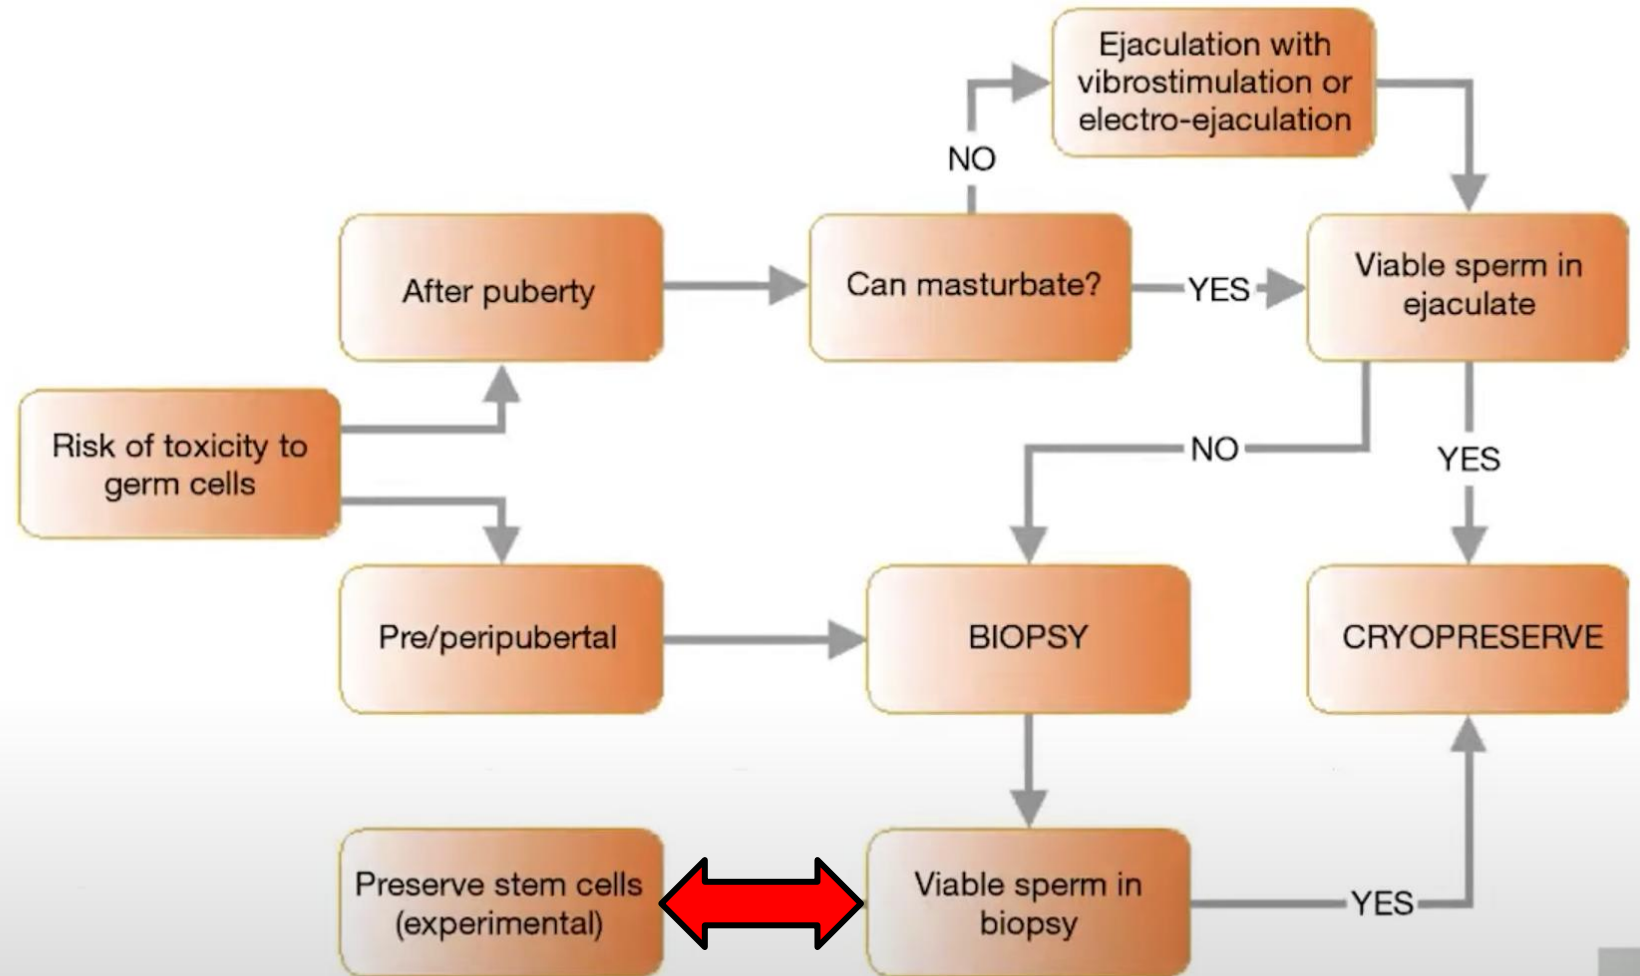 Ejaculation with
vibrostimulation or
electro-ejaculation
NO
After puberty
Can masturbate?
YES
Viable sperm in
ejaculate
Risk of toxicity to
germ cells
NO
YES
Pre/peripubertal
BIOPSY
CRYOPRESERVE
Preserve stem cells
(experimental)
Viable sperm in
biopsy
YES